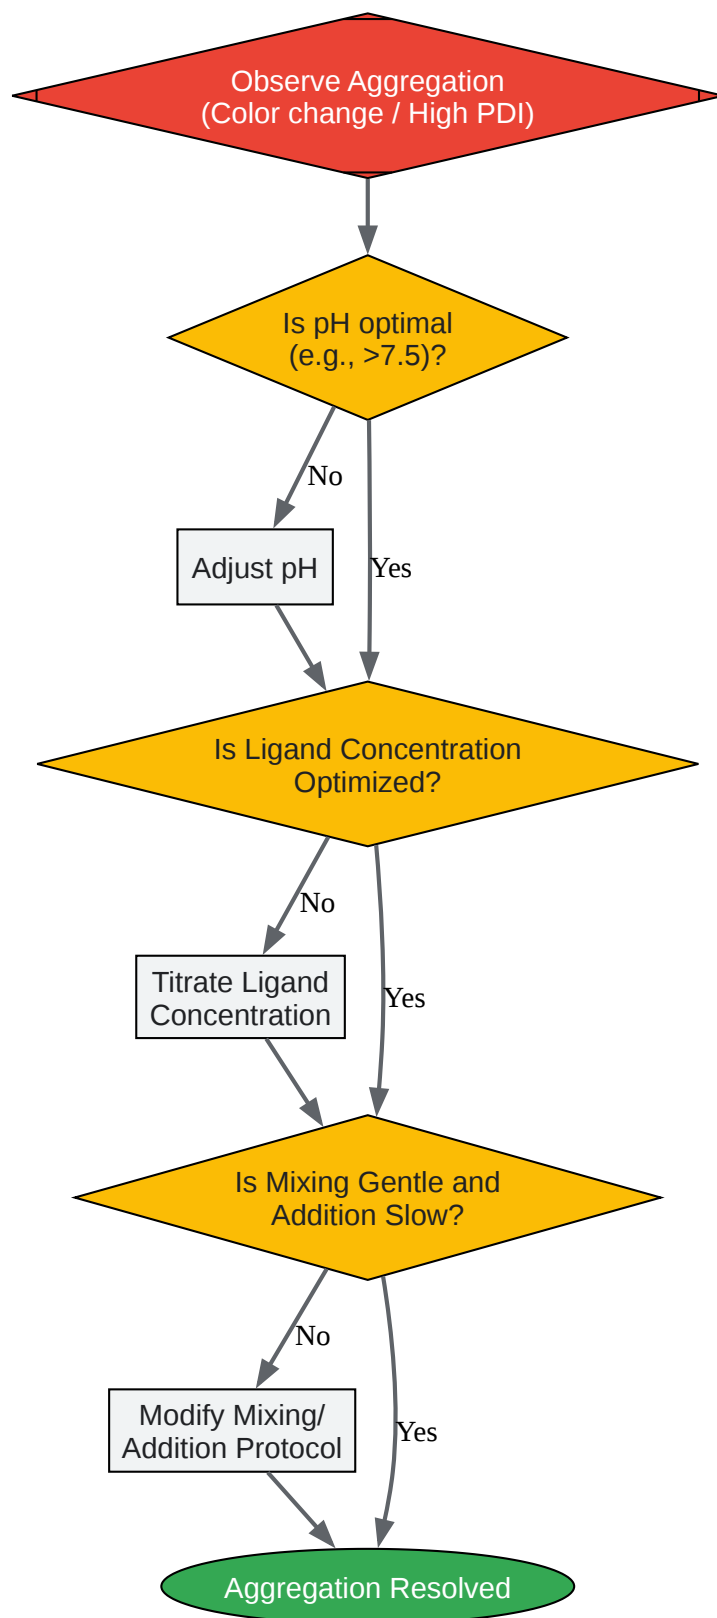 Observe Aggregation
(Color change / High PDI)
Is pH optimal
(e.g., >7.5)?
No
Adjust pH
Yes
Is Ligand Concentration
Optimized?
No
Titrate Ligand
Concentration
Yes
Is Mixing Gentle and
Addition Slow?
No
Modify Mixing/
Addition Protocol
Yes
Aggregation Resolved